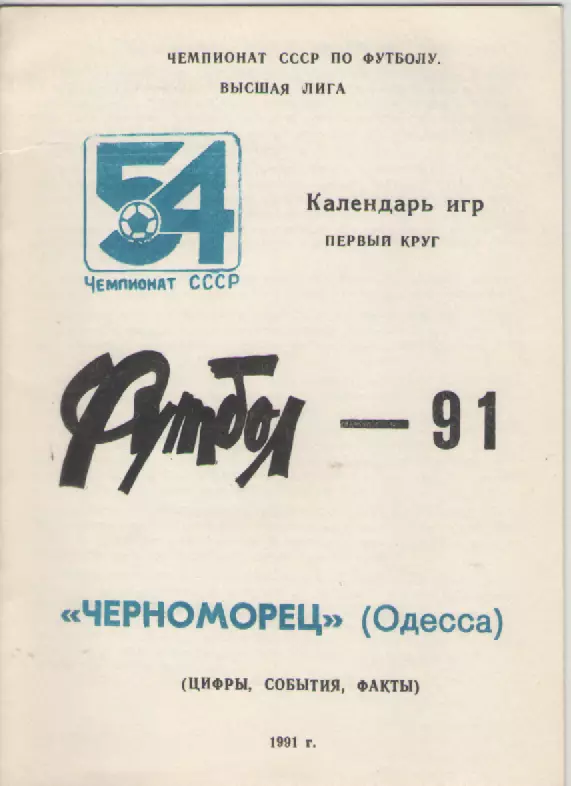 ЧЕМПИОНАТ СССР ПО ФУТБОЛУ.
ВЫСШАЯ ЛИГА
54
Чемпионат СССР
Календарь игр
ПЕРВЫЙ КРУГ
Футбол — 91
«ЧЕРНОМОРЕЦ» (Одесса)
(ЦИФРЫ, СОБЫТИЯ, ФАКТЫ)
1991 г.